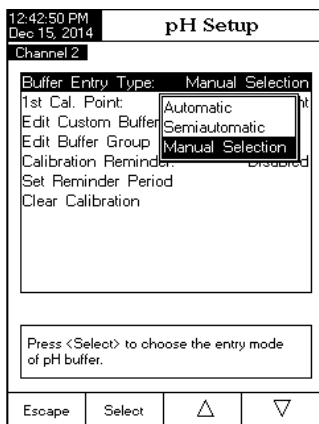 12:42:50 PM
Dec 15, 2014
pH Setup
Channel 2
Buffer Entry Type: Manual Selection
1st Cal. Point:
Automatic
Edit Custom Buffer
Semiautomatic
Edit Buffer Group
Manual Selection
Calibration Reminder: Disabled
Set Reminder Period
Clear Calibration
Press <Select> to choose the entry mode
of pH buffer.
Escape Select